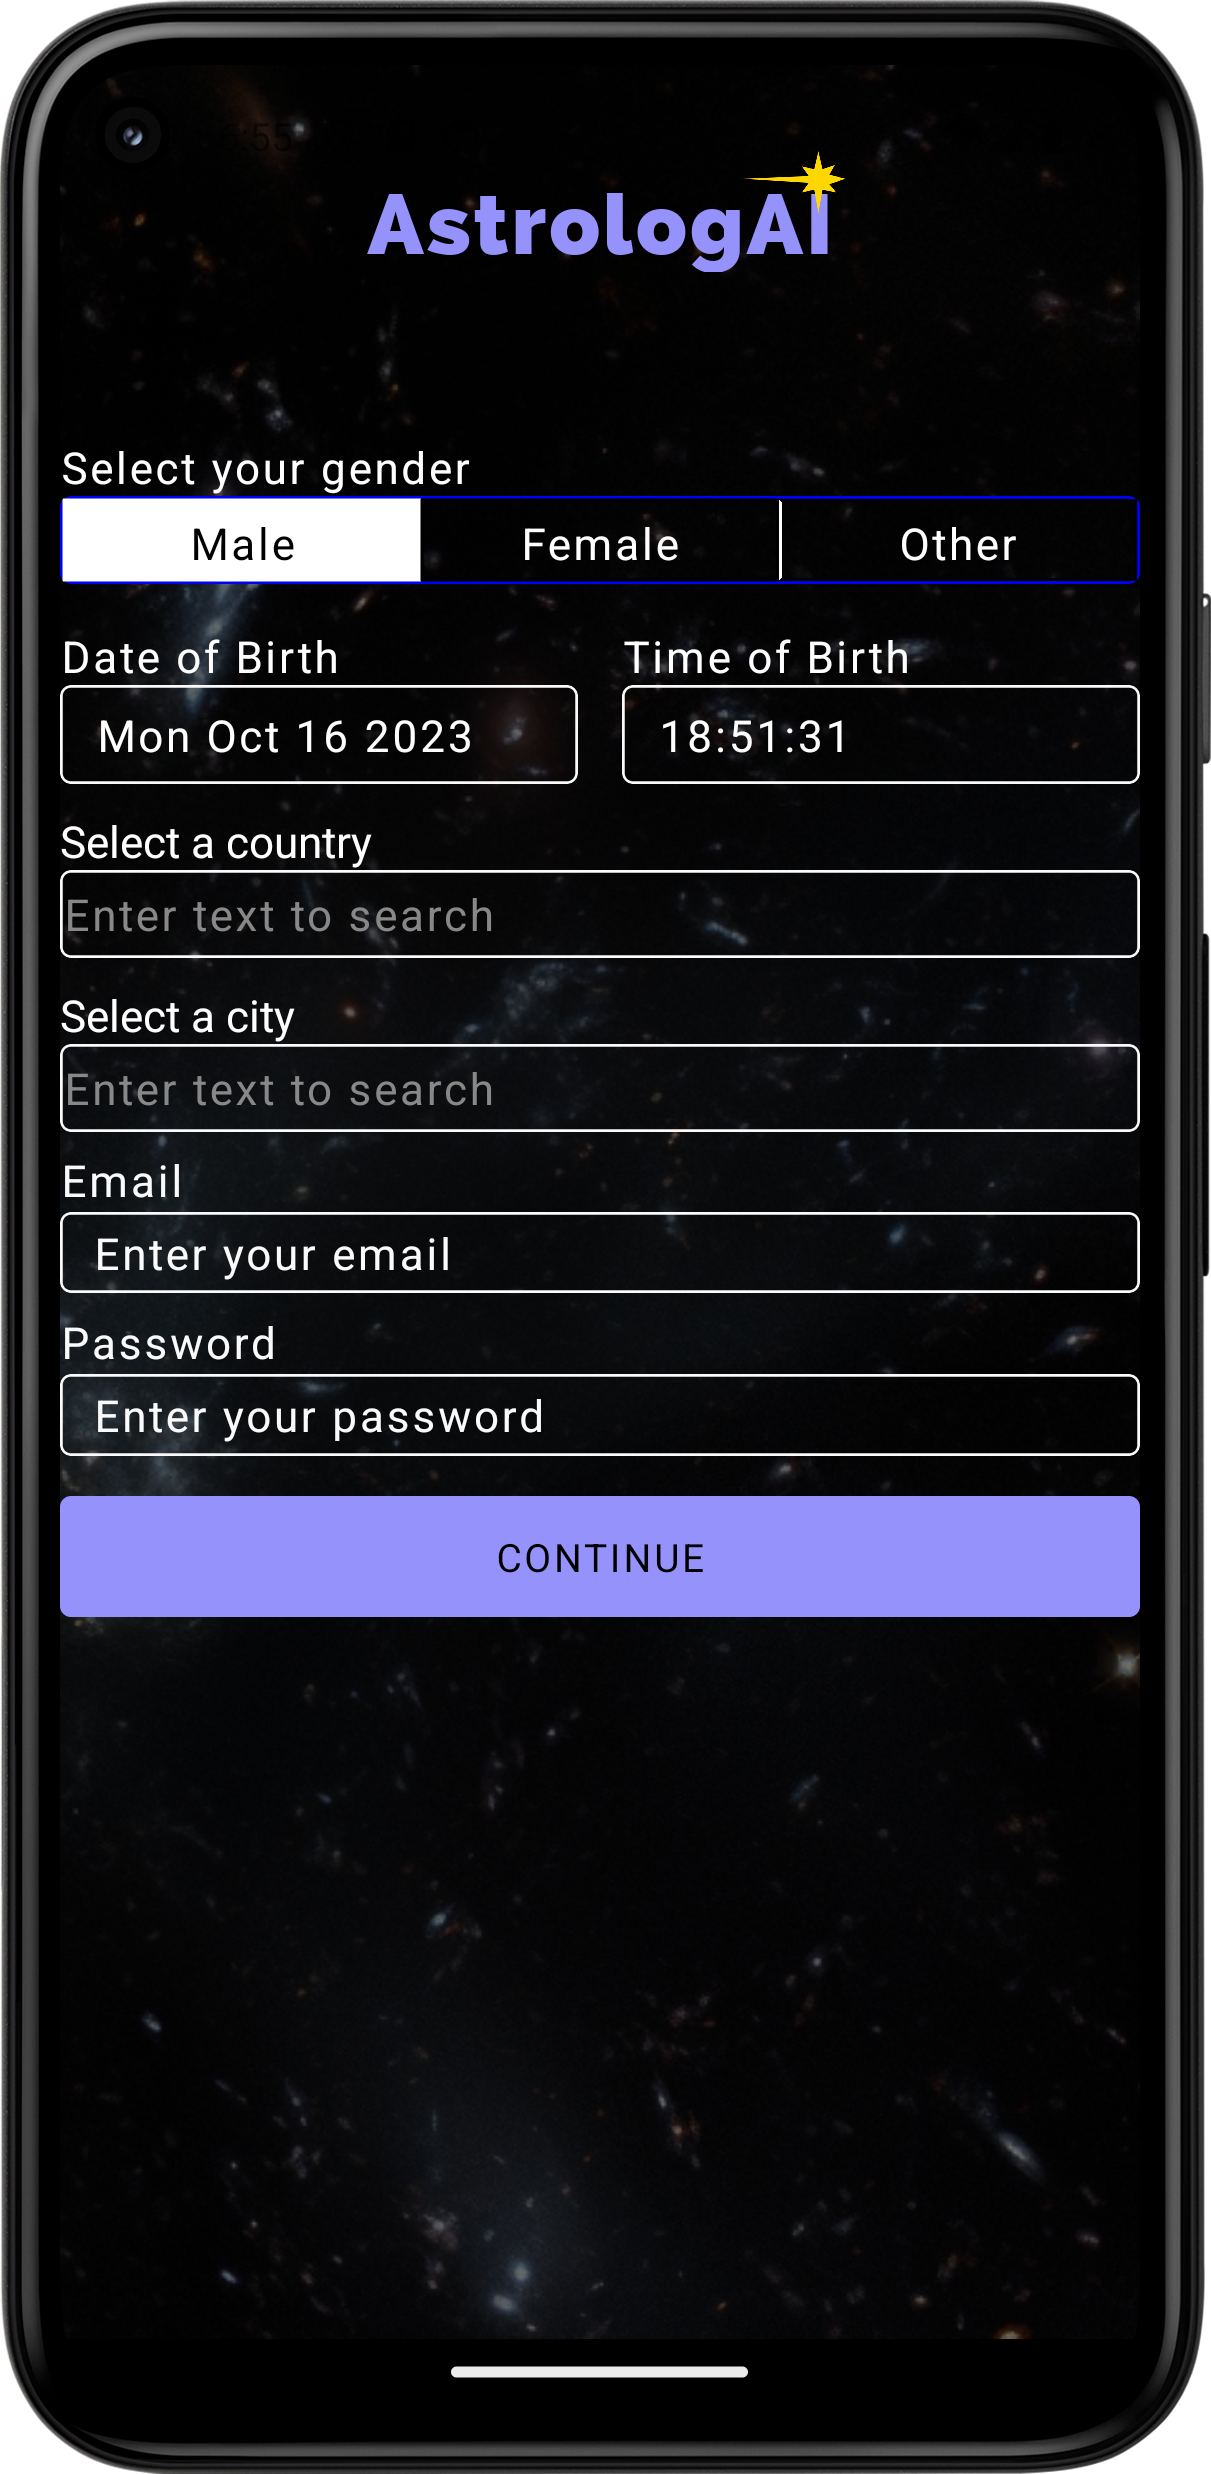 6:55
AstrologAI
Select your gender
Male Female Other
Date of Birth Time of Birth
Mon Oct 16 2023 18:51:31
Select a country
Enter text to search
Select a city
Enter text to search
Email
Enter your email
Password
Enter your password
CONTINUE